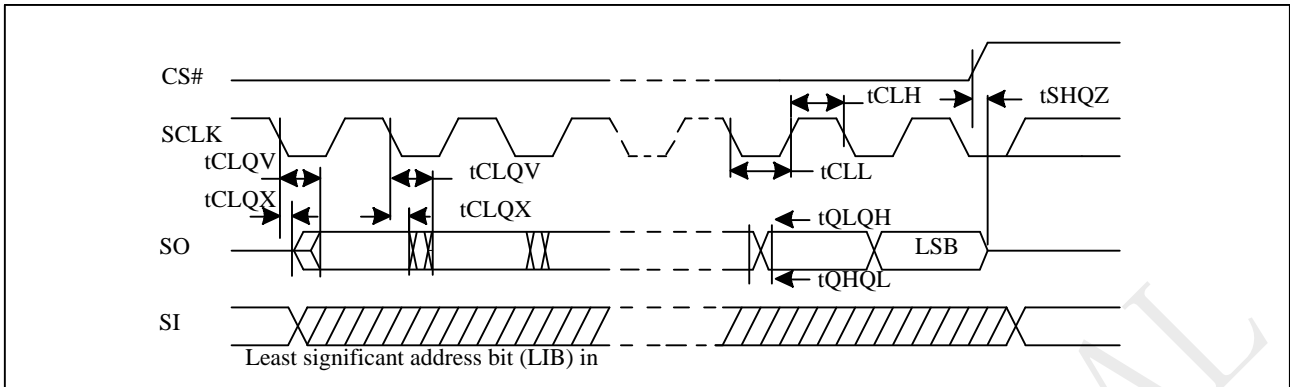 CS#
tCLH
tSHQZ
SCLK
tCLQV
tCLQV
tCLL
tCLQX
tCLQX
tQLQH
SO
LSB
tQHQL
SI
Least significant address bit (LIB) in
AL